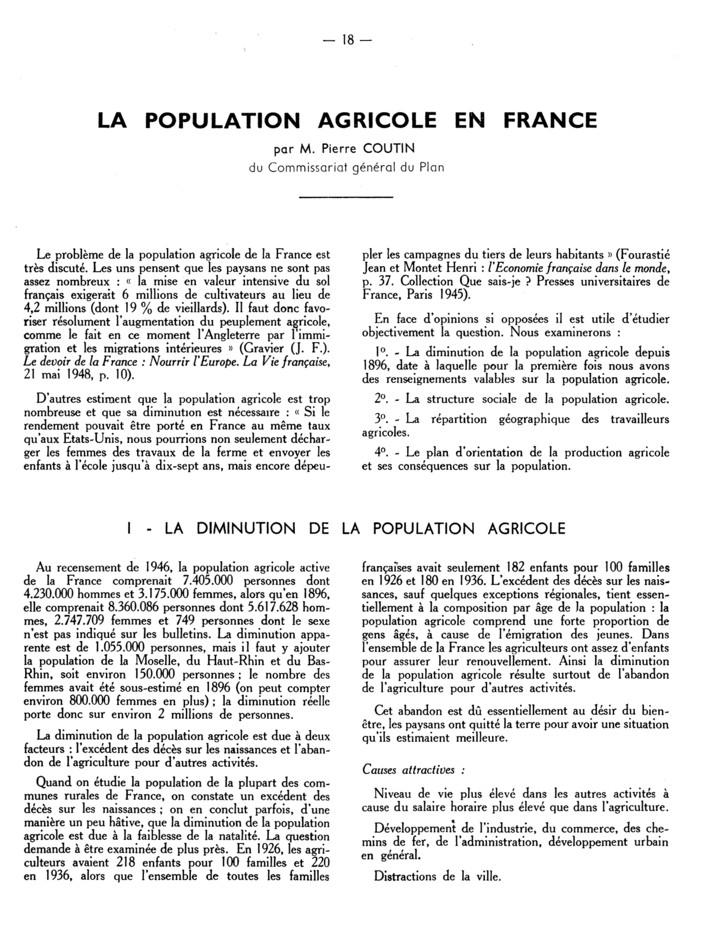 — 18 —
LA POPULATION AGRICOLE EN FRANCE
par M. Pierre COUTIN
du Commissariat général du Plan
Le problème de la population agricole de la France est
très discuté. Les uns pensent que les paysans ne sont pas
assez nombreux : « la mise en valeur intensive du sol
français exigerait 6 millions de cultivateurs au lieu de
4,2 millions (dont 19 % de vieillards). Il faut donc favo-
riser résolument l'augmentation du peuplement agricole,
comme le fait en ce moment l'Angleterre par l'immi-
gration et les migrations intérieures » (Gravier (J. F.).
Le devoir de la France : Nourrir l'Europe. La Vie française,
21 mai 1948, p. 10).
D'autres estiment que la population agricole est trop
nombreuse et que sa diminution est nécessaire : « Si le
rendement pouvait être porté en France au même taux
qu'aux Etats-Unis, nous pourrions non seulement déchar-
ger les femmes des travaux de la ferme et envoyer les
enfants à l'école jusqu'à dix-sept ans, mais encore dépeu-
pler les campagnes du tiers de leurs habitants » (Fourastié
Jean et Montet Henri : l'Economie française dans le monde,
p. 37. Collection Que sais-je ? Presses universitaires de
France, Paris 1945).
En face d'opinions si opposées il est utile d'étudier
objectivement la question. Nous examinerons :
1º. - La diminution de la population agricole depuis
1896, date à laquelle pour la première fois nous avons
des renseignements valables sur la population agricole.
2º. - La structure sociale de la population agricole.
3º. - La répartition géographique des travailleurs
agricoles.
4º. - Le plan d'orientation de la production agricole
et ses conséquences sur la population.
I - LA DIMINUTION DE LA POPULATION AGRICOLE
Au recensement de 1946, la population agricole active
de la France comprenait 7.405.000 personnes dont
4.230.000 hommes et 3.175.000 femmes, alors qu'en 1896,
elle comprenait 8.360.086 personnes dont 5.617.628 hom-
mes, 2.747.709 femmes et 749 personnes dont le sexe
n'est pas indiqué sur les bulletins. La diminution appa-
rente est de 1.055.000 personnes, mais il faut y ajouter
la population de la Moselle, du Haut-Rhin et du Bas-
Rhin, soit environ 150.000 personnes ; le nombre des
femmes avait été sous-estimé en 1896 (on peut compter
environ 800.000 femmes en plus) ; la diminution réelle
porte donc sur environ 2 millions de personnes.
La diminution de la population agricole est due à deux
facteurs : l'excédent des décès sur les naissances et l'aban-
don de l'agriculture pour d'autres activités.
Quand on étudie la population de la plupart des com-
munes rurales de France, on constate un excédent des
décès sur les naissances ; on en conclut parfois, d'une
manière un peu hâtive, que la diminution de la population
agricole est due à la faiblesse de la natalité. La question
demande à être examinée de plus près. En 1926, les agri-
culteurs avaient 218 enfants pour 100 familles et 220
en 1936, alors que l'ensemble de toutes les familles
françaises avait seulement 182 enfants pour 100 familles
en 1926 et 180 en 1936. L'excédent des décès sur les nais-
sances, sauf quelques exceptions régionales, tient essen-
tiellement à la composition par âge de la population : la
population agricole comprend une forte proportion de
gens âgés, à cause de l'émigration des jeunes. Dans
l'ensemble de la France les agriculteurs ont assez d'enfants
pour assurer leur renouvellement. Ainsi la diminution
de la population agricole résulte surtout de l'abandon
de l'agriculture pour d'autres activités.
Cet abandon est dû essentiellement au désir du bien-
être, les paysans ont quitté la terre pour avoir une situation
qu'ils estimaient meilleure.
Causes attractives :
Niveau de vie plus élevé dans les autres activités à
cause du salaire horaire plus élevé que dans l'agriculture.
Développement de l'industrie, du commerce, des che-
mins de fer, de l'administration, développement urbain
en général.
Distractions de la ville.